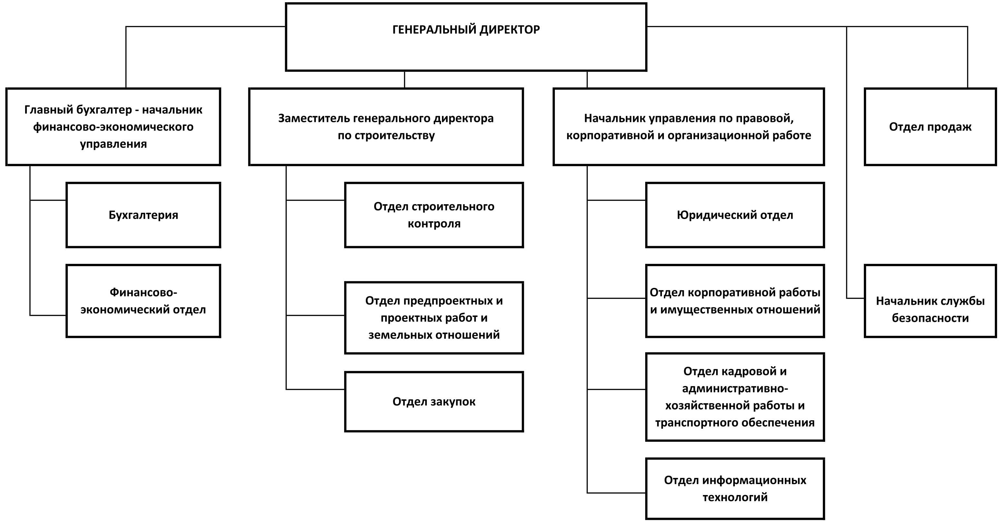 ГЕНЕРАЛЬНЫЙ ДИРЕКТОР
Главный бухгалтер - начальник
финансово-экономического
управления
Заместитель генерального директора
по строительству
Начальник управления по правовой,
корпоративной и организационной работе
Отдел продаж
Бухгалтерия
Отдел строительного
контроля
Юридический отдел
Финансово-
экономический отдел
Отдел предпроектных и
проектных работ и
земельных отношений
Отдел корпоративной работы
и имущественных отношений
Начальник службы
безопасности
Отдел закупок
Отдел кадровой и
административно-
хозяйственной работы и
транспортного обеспечения
Отдел информационных
технологий